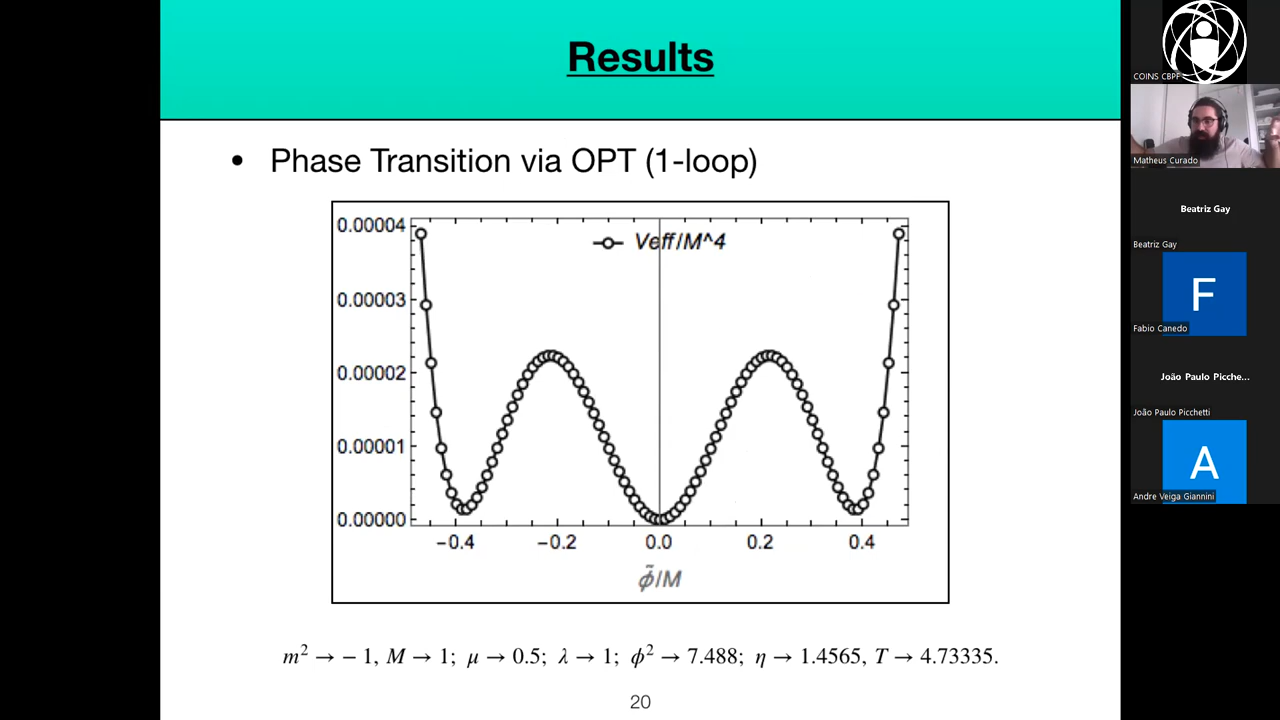 Results
• Phase Transition via OPT (1-loop)
Veff/M^4
0.00004
0.00003
0.00002
0.00001
0.00000
−0.4 −0.2 0.0 0.2 0.4
φ̃/M
m² → − 1, M → 1; μ → 0.5; λ → 1; ϕ² → 7.488; η → 1.4565, T → 4.73335.
20
COINS CBPF
Matheus Curado
Beatriz Gay
Beatriz Gay
F
Fabio Canedo
João Paulo Picche...
João Paulo Picchetti
A
Andre Veiga Giannini